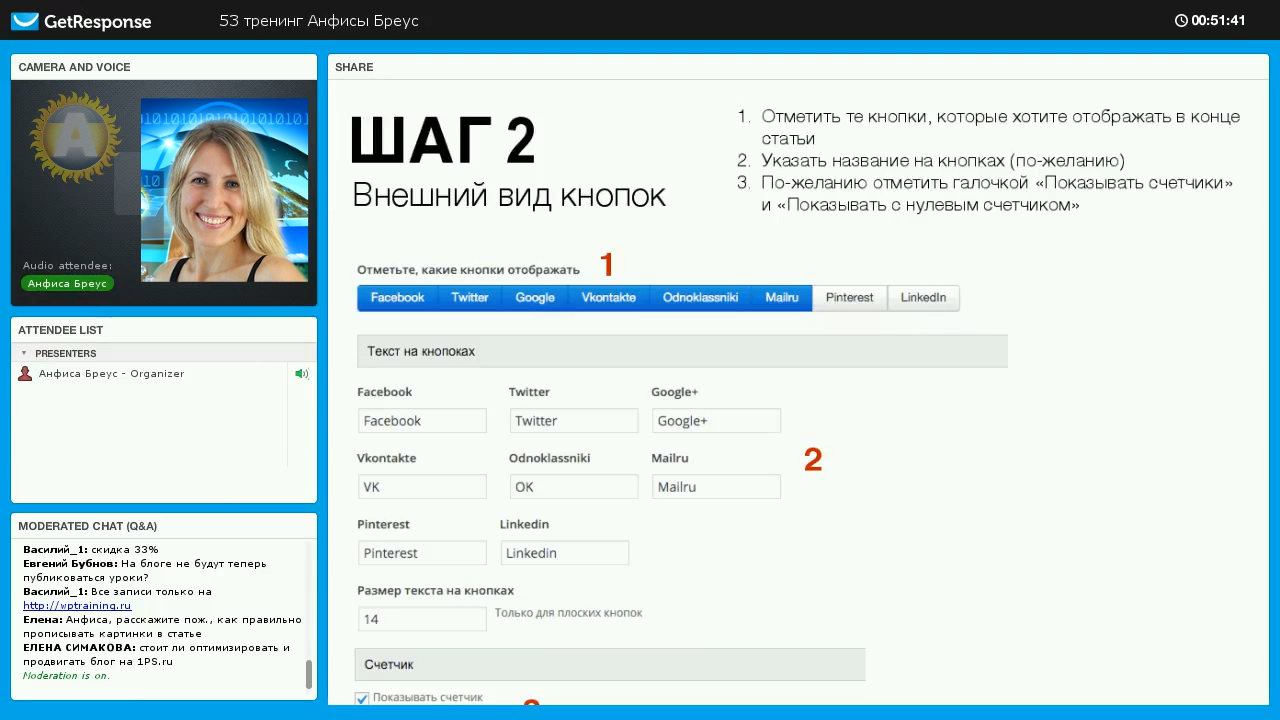 GetResponse
53 тренинг Анфисы Бреус
00:51:41
CAMERA AND VOICE
A
Audio attendee:
Анфиса Бреус
ATTENDEE LIST
PRESENTERS
Анфиса Бреус - Organizer
MODERATED CHAT (Q&A)
Василий_1: скидка 33%
Евгений Бубнов: На блоге не будут теперь
публиковаться уроки?
Василий_1: Все записи только на
http://wptraining.ru
Елена: Анфиса, расскажите пож., как правильно
прописывать картинки в статье
ЕЛЕНА СИМАКОВА: стоит ли оптимизировать и
продвигать блог на 1PS.ru
Moderation is on.
SHARE
ШАГ 2
Внешний вид кнопок
1. Отметить те кнопки, которые хотите отображать в конце
статьи
2. Указать название на кнопках (по-желанию)
3. По-желанию отметить галочкой «Показывать счетчики»
и «Показывать с нулевым счетчиком»
Отметьте, какие кнопки отображать 1
Facebook Twitter Google Vkontakte Odnoklassniki Mailru Pinterest LinkedIn
Текст на кнопоках
Facebook Twitter Google+
Facebook Twitter Google+
Vkontakte Odnoklassniki Mailru 2
VK OK Mailru
Pinterest Linkedin
Pinterest Linkedin
Размер текста на кнопках
14 Только для плоских кнопок
Счетчик
Показывать счетчик